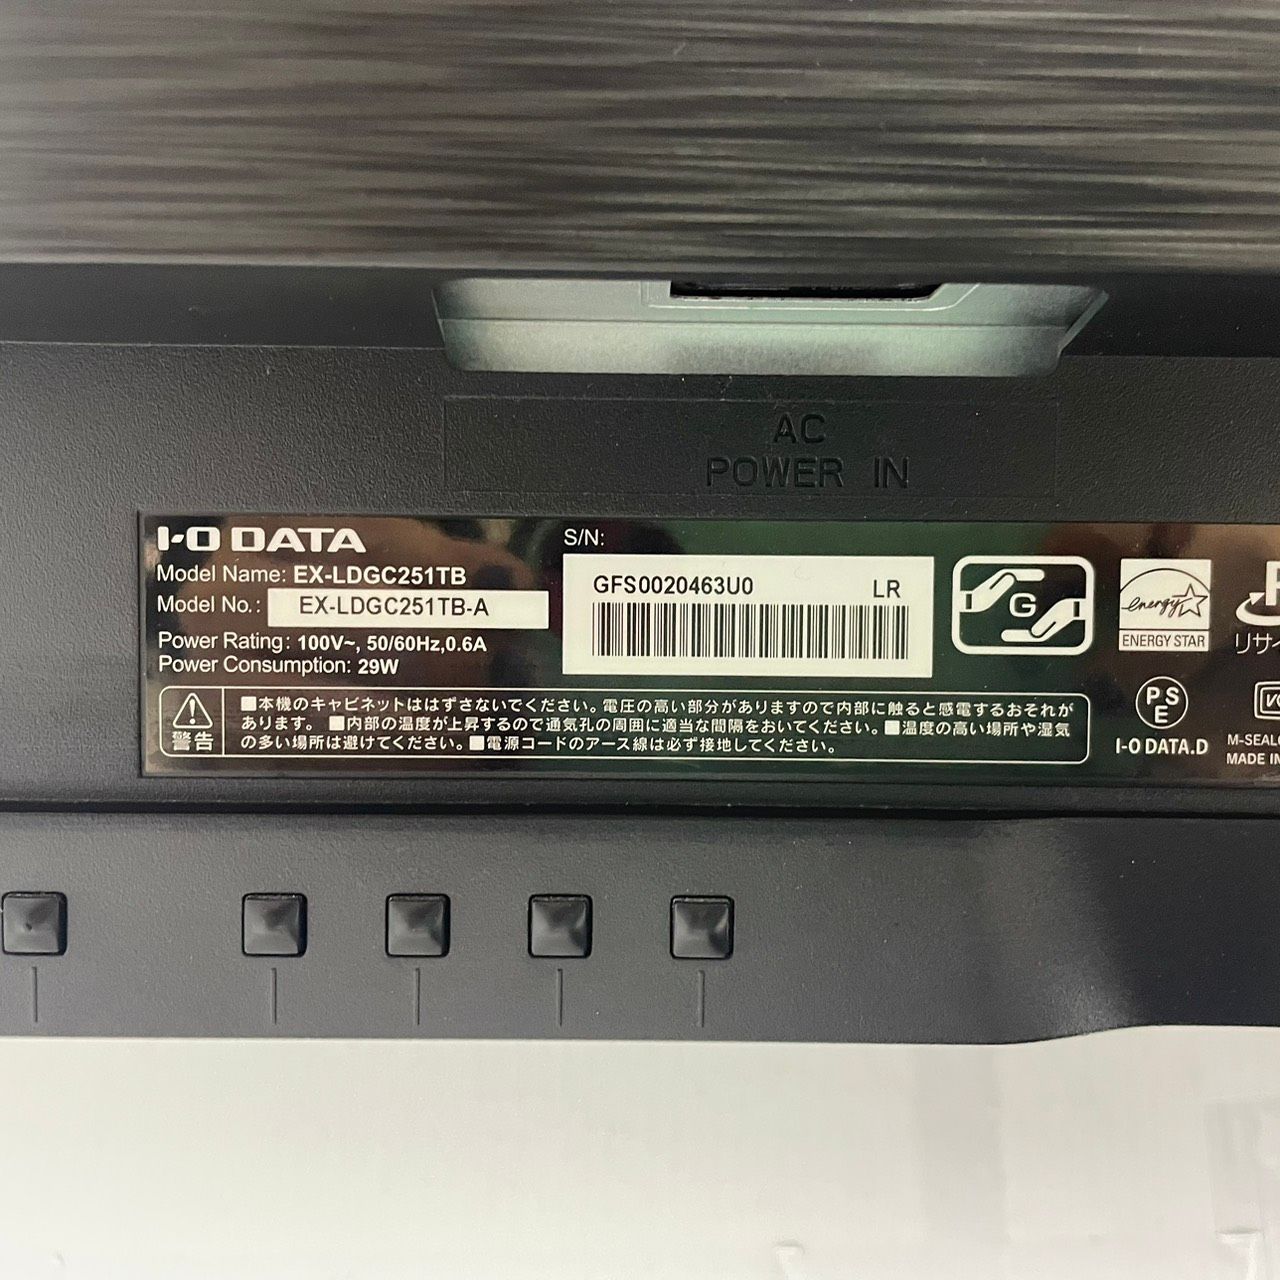 AC
POWER IN
I-O DATA
Model Name: EX-LDGC251TB
Model No.: EX-LDGC251TB-A
Power Rating: 100V~, 50/60Hz,0.6A
Power Consumption: 29W
S/N:
GFS0020463U0 LR
G
energy
ENERGY STAR
リサイ
警告
■本機のキャビネットははずさないでください。電圧の高い部分がありますので内部に触ると感電するおそれが
あります。■内部の温度が上昇するので通気孔の周囲に適当な間隔をおいてください。■温度の高い場所や湿気
の多い場所は避けてください。■電源コードのアース線は必ず接地してください。
PS
E
I-O DATA.D
M-SEAL
MADE IN